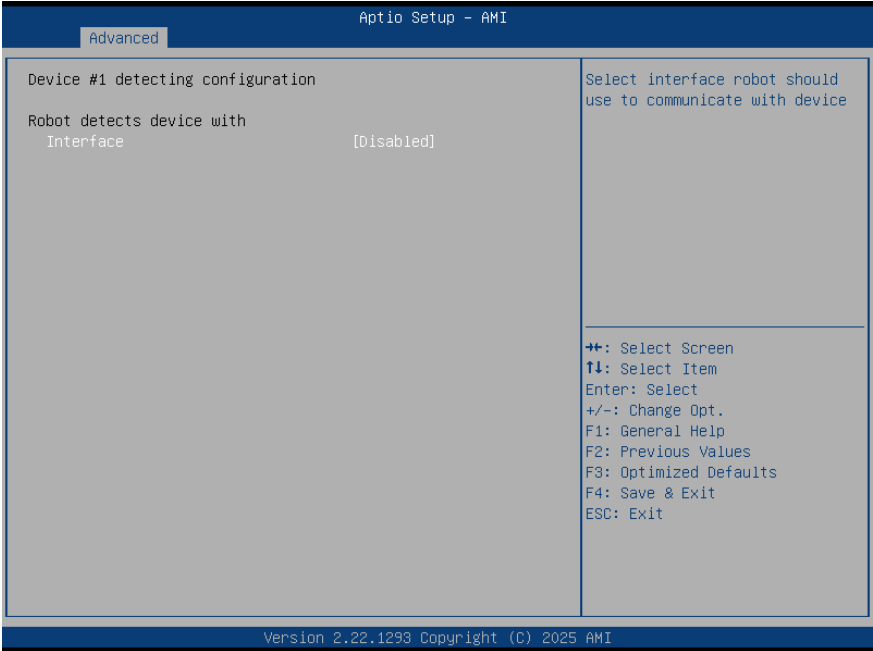 Aptio Setup – AMI
Advanced
Device #1 detecting configuration
Robot detects device with
Interface [Disabled]
Select interface robot should
use to communicate with device
→←: Select Screen
↑↓: Select Item
Enter: Select
+/-: Change Opt.
F1: General Help
F2: Previous Values
F3: Optimized Defaults
F4: Save & Exit
ESC: Exit
Version 2.22.1293 Copyright (C) 2025 AMI